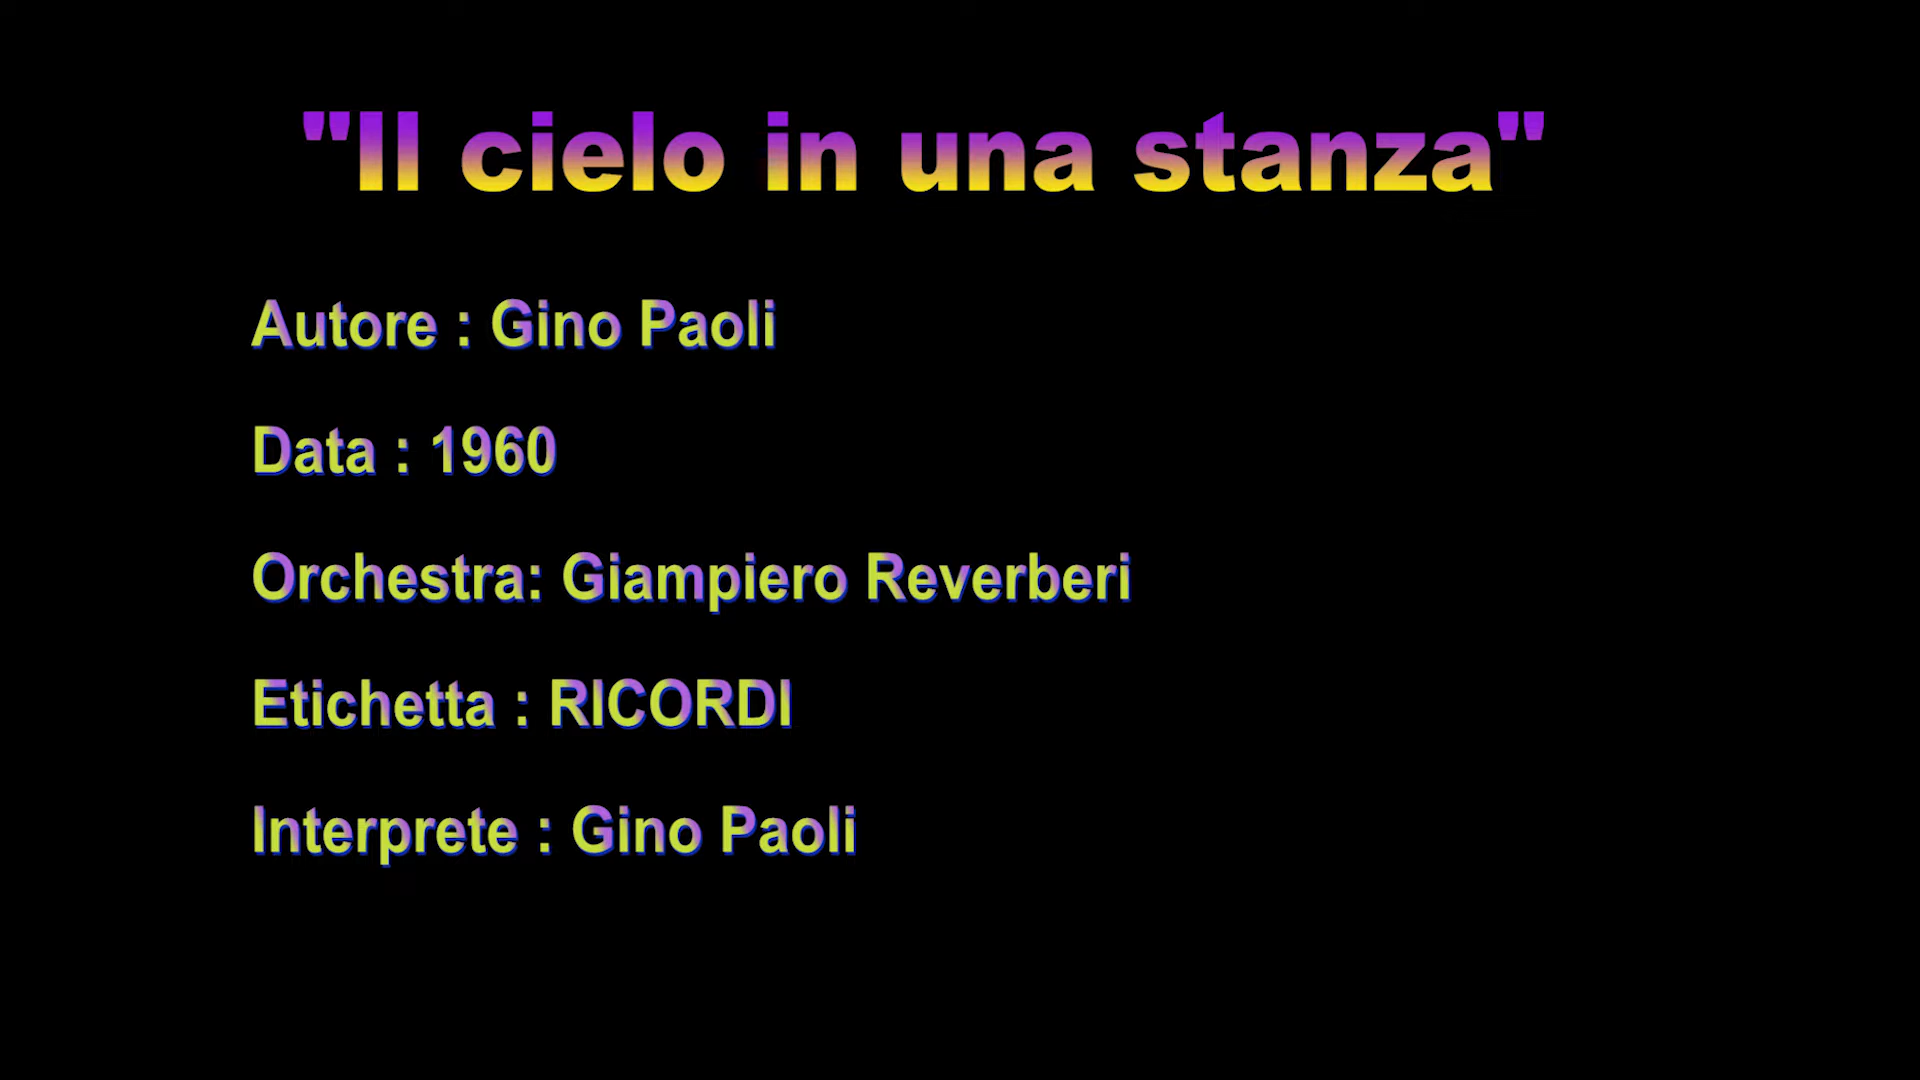 "Il cielo in una stanza"
Autore : Gino Paoli
Data : 1960
Orchestra: Giampiero Reverberi
Etichetta : RICORDI
Interprete : Gino Paoli